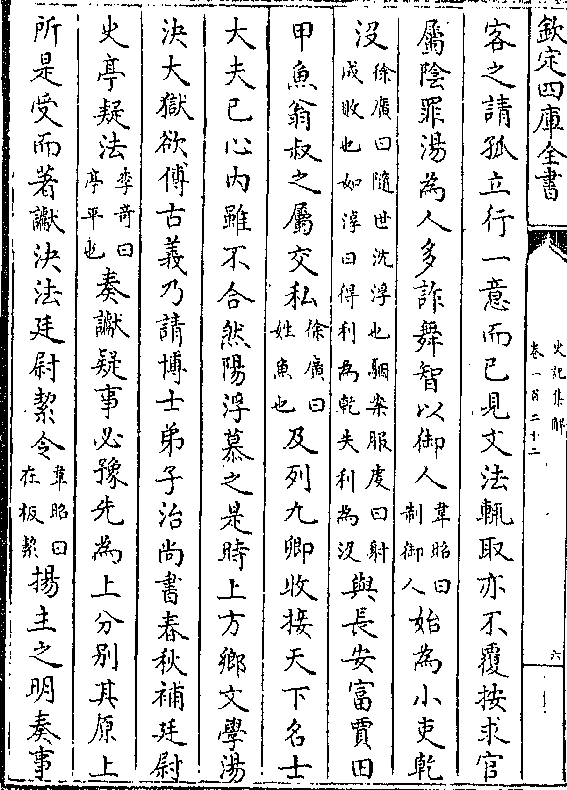 欽定四庫全書
史記集解
卷一百二十二
六
客之請孤立行一意而已見文法輒取亦不覆按求官
屬陰罪湯為人多詐舞智以御人韋昭曰制御人始為小吏乾
沒徐廣曰隨世沈浮也駰案服虔曰射成敗也如淳曰得利為乾失利為沒與長安富賈田
甲魚翁叔之屬交私徐廣曰姓魚也及列九卿收接天下名士
大夫已心内雖不合然陽浮慕之是時上方鄉文學湯
決大獄欲傅古義乃請博士弟子治尚書春秋補廷尉
史亭疑法李奇曰亭平也奏讞疑事必豫先為上分别其原上
所是受而著讞決法廷尉絜令韋昭曰在板絜揚主之明奏事